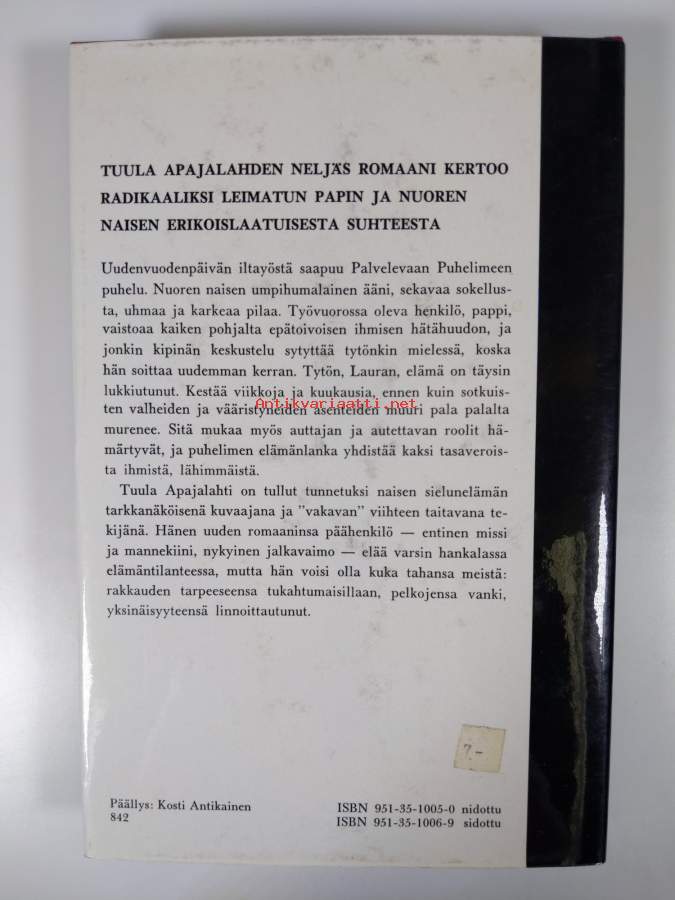 TUULA APAJALAHDEN NELJÄS ROMAANI KERTOO
RADIKAALIKSI LEIMATUN PAPIN JA NUOREN
NAISEN ERIKOISLAATUISESTA SUHTEESTA
Uudenvuodenpäivän iltayöstä saapuu Palvelevaan Puhelimeen
puhelu. Nuoren naisen umpihumalainen ääni, sekavaa sokellus-
ta, uhmaa ja karkeaa pilaa. Työvuorossa oleva henkilö, pappi,
vaistoaa kaiken pohjalta epätoivoisen ihmisen hätähuudon, ja
jonkin kipinän keskustelu sytyttää tytönkin mielessä, koska
hän soittaa uudemman kerran. Tytön, Lauran, elämä on täysin
lukkiutunut. Kestää viikkoja ja kuukausia, ennen kuin sotkuis-
ten valheiden ja vääristyneiden asenteiden muuri pala palalta
Antikvariaatti.net
murenee. Sitä mukaa myös auttajan ja autettavan roolit hä-
märtyvät, ja puhelimen elämänlanka yhdistää kaksi tasaverois-
ta ihmistä, lähimmäistä.
Tuula Apajalahti on tullut tunnetuksi naisen sielunelämän
tarkkanäköisenä kuvaajana ja "vakavan" viihteen taitavana te-
kijänä. Hänen uuden romaaninsa päähenkilö — entinen missi
ja mannekiini, nykyinen jalkavaimo — elää varsin hankalassa
elämäntilanteessa, mutta hän voisi olla kuka tahansa meistä:
rakkauden tarpeeseensa tukahtumaisillaan, pelkojensa vanki,
yksinäisyyteensä linnoittautunut.
7.-
Päällys: Kosti Antikainen
842
ISBN 951-35-1005-0 nidottu
ISBN 951-35-1006-9 sidottu